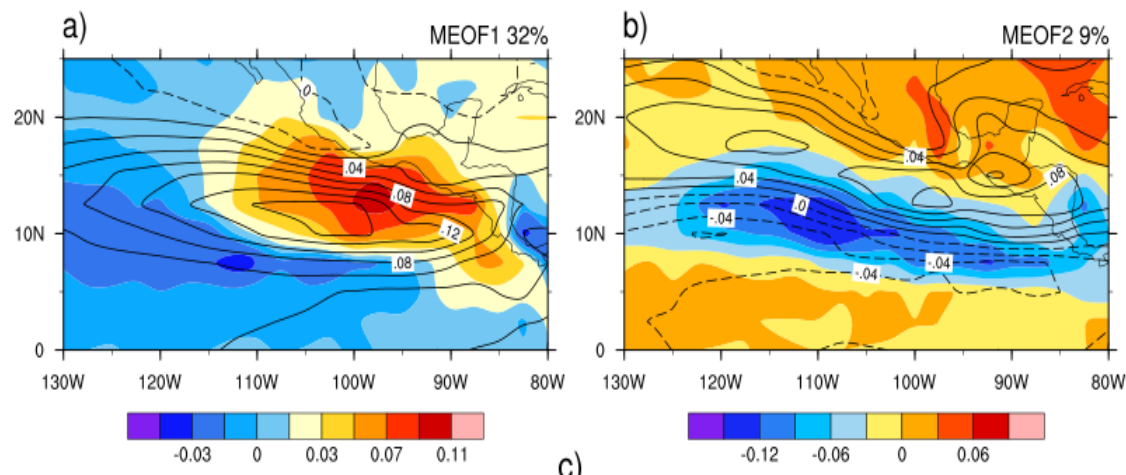 a)
MEOF1 32%
0
.04
.08
.12
.08
20N
10N
0
130W 120W 110W 100W 90W 80W
-0.03 0 0.03 0.07 0.11
b)
MEOF2 9%
.04
.08
.04
.0
-.04
-.04
-.04
20N
10N
0
130W 120W 110W 100W 90W 80W
-0.12 -0.06 0 0.06
c)